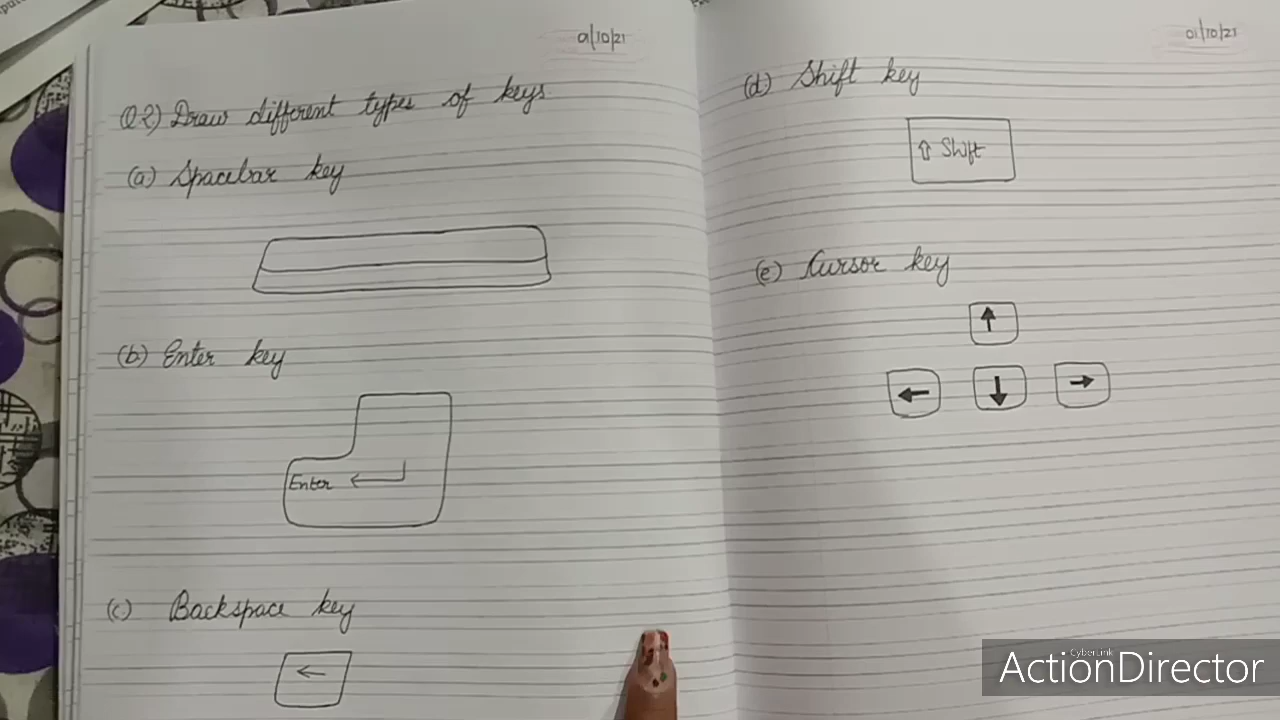 01/10/21
Q2) Draw different types of keys.
(a) Spacebar key
(b) Enter key
Enter
(c) Backspace key
01/10/21
(d) Shift key
Shift
(e) Cursor key
CyberLink
ActionDirector